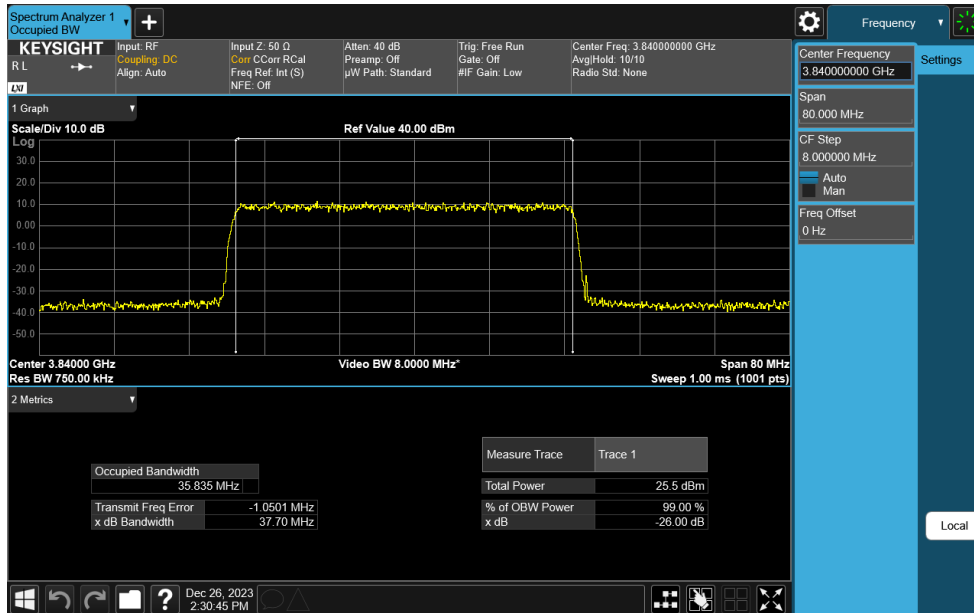 Spectrum Analyzer 1
Occupied BW
KEYSIGHT
R L
LXI
Input: RF
Coupling: DC
Align: Auto
Input Z: 50 Ω
Corr CCorr RCal
Freq Ref: Int (S)
NFE: Off
Atten: 40 dB
Preamp: Off
µW Path: Standard
Trig: Free Run
Gate: Off
#IF Gain: Low
Center Freq: 3.840000000 GHz
Avg|Hold: 10/10
Radio Std: None
1 Graph
Scale/Div 10.0 dB
Ref Value 40.00 dBm
Log
30.0
20.0
10.0
0.00
-10.0
-20.0
-30.0
-40.0
-50.0
Center 3.84000 GHz
Video BW 8.0000 MHz*
Span 80 MHz
Res BW 750.00 kHz
Sweep 1.00 ms (1001 pts)
2 Metrics
Occupied Bandwidth
35.835 MHz
Transmit Freq Error -1.0501 MHz
x dB Bandwidth 37.70 MHz
Measure Trace Trace 1
Total Power 25.5 dBm
% of OBW Power 99.00 %
x dB -26.00 dB
Dec 26, 2023
2:30:45 PM
?
Frequency
Center Frequency
3.840000000 GHz
Settings
Span
80.000 MHz
CF Step
8.000000 MHz
Auto
Man
Freq Offset
0 Hz
Local